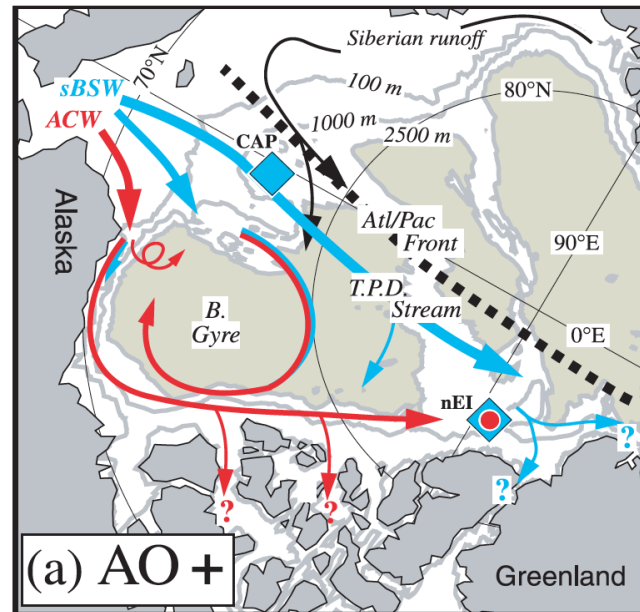 Siberian runoff
70°N
100 m
sBSW
ACW
80°N
1000 m
CAP
2500 m
Alaska
Atl/Pac
Front
90°E
B.
Gyre
T.P.D.
Stream
0°E
nEI
?
?
?
?
(a) AO +
Greenland